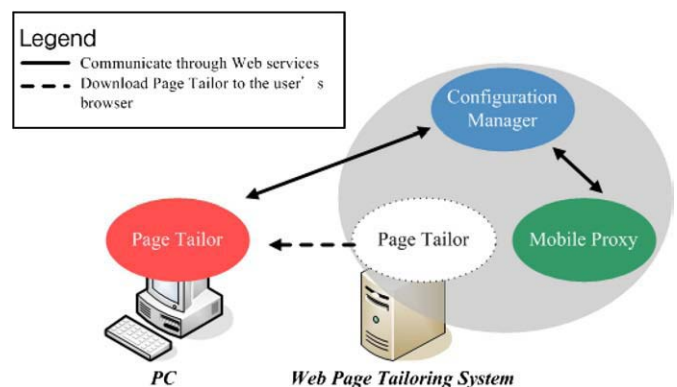 Legend
Communicate through Web services
Download Page Tailor to the user's
browser
Configuration
Manager
Page Tailor
Page Tailor
Mobile Proxy
PC
Web Page Tailoring System